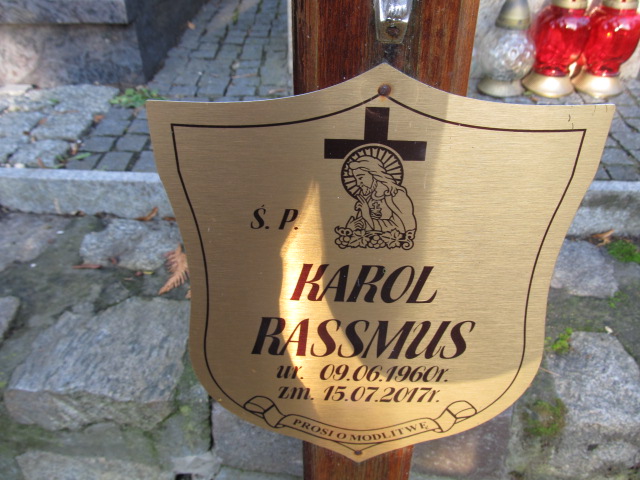 Ś. P.
KAROL
RASSMUS
ur. 09.06.1960r.
zm. 15.07.2017r.
PROSI O MODLITWĘ